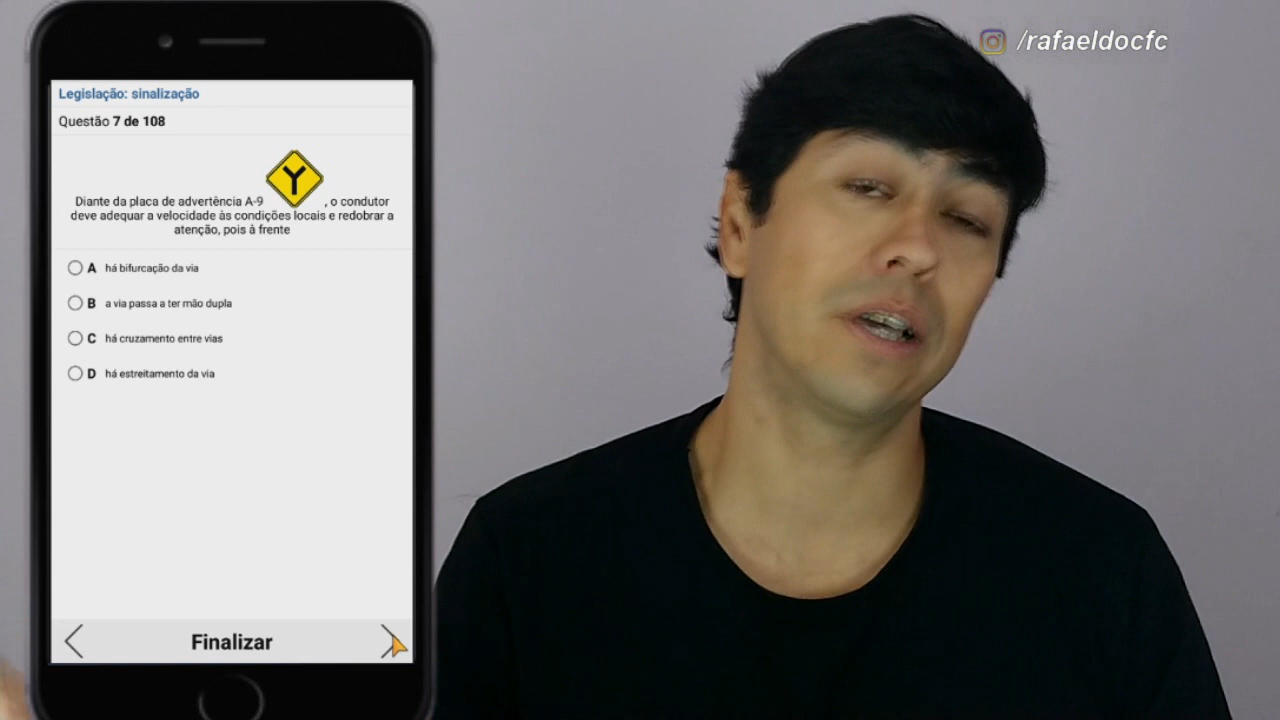 /rafaeldocfc
Legislação: sinalização
Questão 7 de 108
Diante da placa de advertência A-9 , o condutor
deve adequar a velocidade às condições locais e redobrar a
atenção, pois à frente
A há bifurcação da via
B a via passa a ter mão dupla
C há cruzamento entre vias
D há estreitamento da via
Finalizar